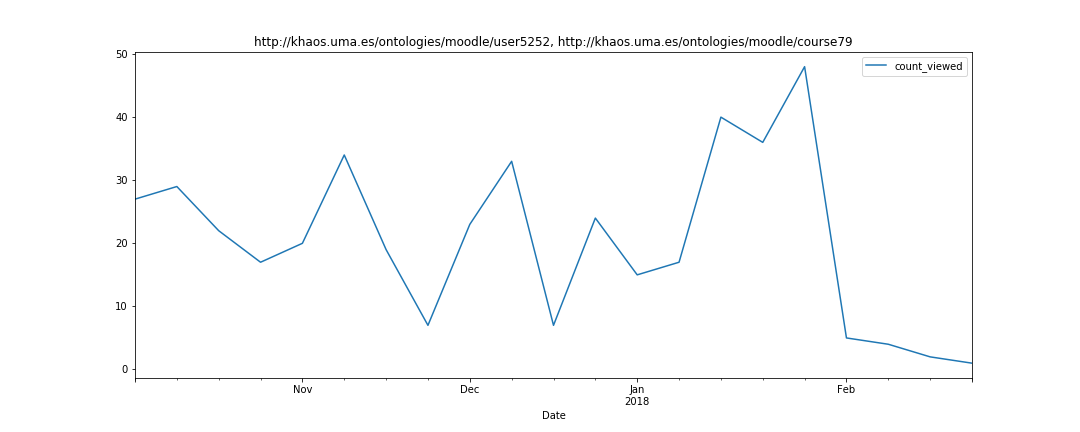 http://khaos.uma.es/ontologies/moodle/user5252, http://khaos.uma.es/ontologies/moodle/course79
count_viewed
50
40
30
20
10
0
Nov Dec Jan Feb
2018
Date